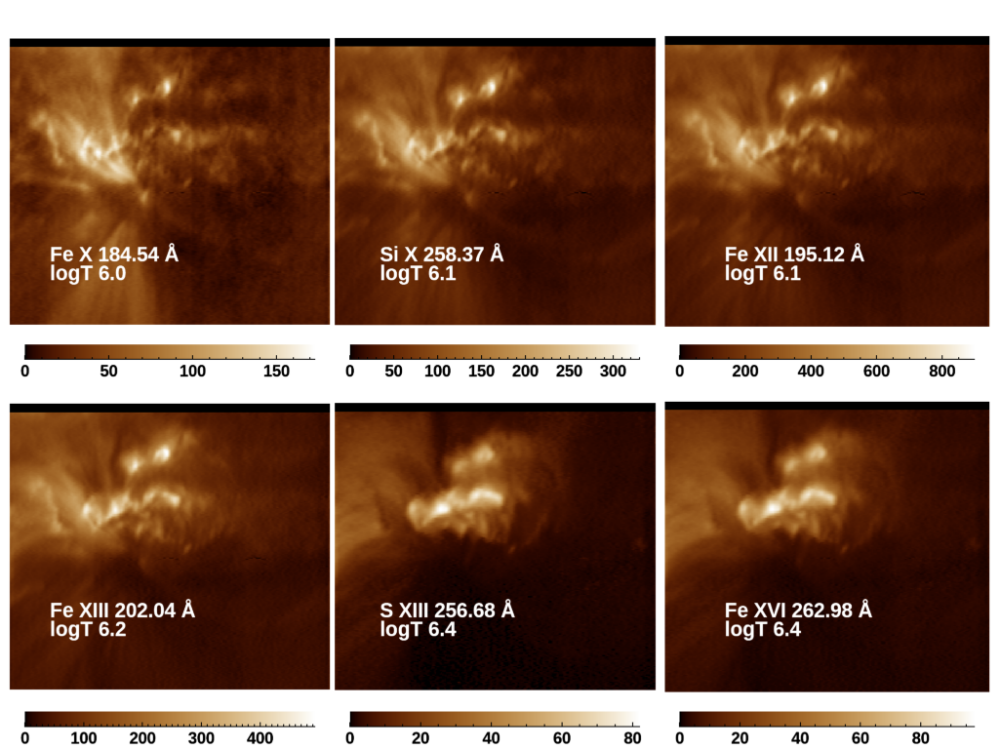 Fe X 184.54 Å
logT 6.0
Si X 258.37 Å
logT 6.1
Fe XII 195.12 Å
logT 6.1
0 50 100 150
0 50 100 150 200 250 300
0 200 400 600 800
Fe XIII 202.04 Å
logT 6.2
S XIII 256.68 Å
logT 6.4
Fe XVI 262.98 Å
logT 6.4
0 100 200 300 400
0 20 40 60 80
0 20 40 60 80